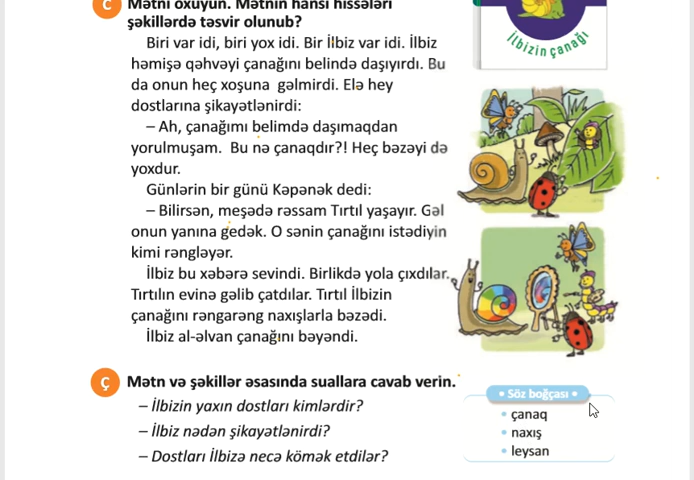 C Mətni oxuyun. Mətnin hansı hissələri
şəkillərdə təsvir olunub?
Biri var idi, biri yox idi. Bir İlbiz var idi. İlbiz
həmişə qəhvəyi çanağını belində daşıyırdı. Bu
da onun heç xoşuna gəlmirdi. Elə hey
dostlarına şikayətlənirdi:
– Ah, çanağımı belimdə daşımaqdan
yorulmuşam. Bu nə çanaqdır?! Heç bəzəyi də
yoxdur.
Günlərin bir günü Kəpənək dedi:
– Bilirsən, meşədə rəssam Tırtıl yaşayır. Gəl
onun yanına gedək. O sənin çanağını istədiyin
kimi rəngləyər.
İlbiz bu xəbərə sevindi. Birlikdə yola çıxdılar.
Tırtılın evinə gəlib çatdılar. Tırtıl İlbizin
çanağını rəngarəng naxışlarla bəzədi.
İlbiz al-əlvan çanağını bəyəndi.
İlbizin çanağı
Ç Mətn və şəkillər əsasında suallara cavab verin.
– İlbizin yaxın dostları kimlərdir?
– İlbiz nədən şikayətlənirdi?
– Dostları İlbizə necə kömək etdilər?
• Söz boğçası •
• çanaq
• naxış
• leysan